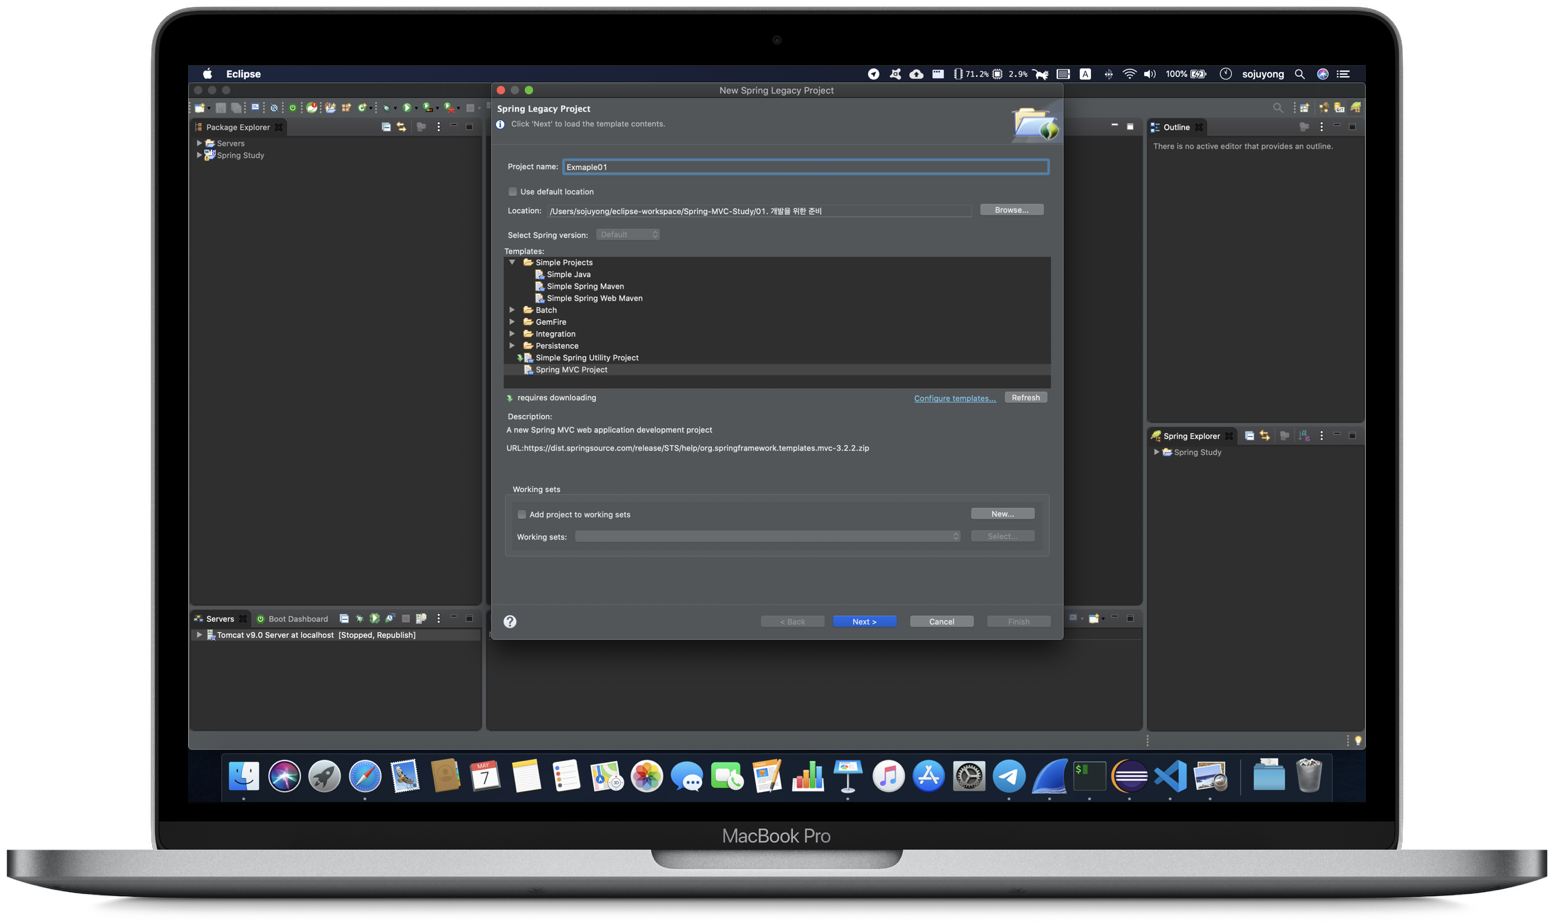 Eclipse
71.2% 2.9% A 100% sojuyong
New Spring Legacy Project
Spring Legacy Project
Click 'Next' to load the template contents.
Package Explorer
Servers
Spring Study
Project name: Exmaple01
Use default location
Location: /Users/sojuyong/eclipse-workspace/Spring-MVC-Study/01. 개발을 위한 준비 Browse...
Select Spring version: Default
Templates:
Simple Projects
Simple Java
Simple Spring Maven
Simple Spring Web Maven
Batch
GemFire
Integration
Persistence
Simple Spring Utility Project
Spring MVC Project
requires downloading Configure templates... Refresh
Description:
A new Spring MVC web application development project
URL:https://dist.springsource.com/release/STS/help/org.springframework.templates.mvc-3.2.2.zip
Working sets
Add project to working sets New...
Working sets: Select...
? < Back Next > Cancel Finish
Outline
There is no active editor that provides an outline.
Spring Explorer
Spring Study
Servers Boot Dashboard
Tomcat v9.0 Server at localhost [Stopped, Republish]
MAY
7
MacBook Pro